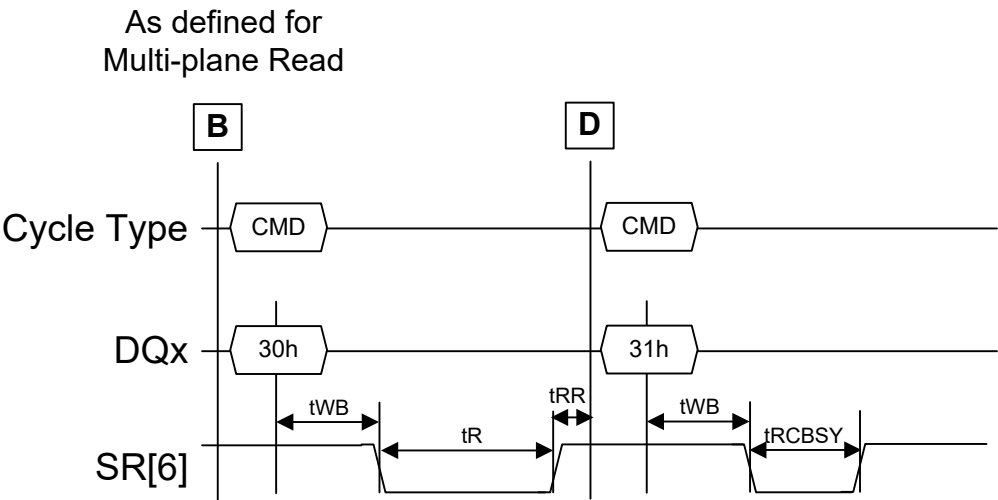 As defined for
Multi-plane Read
B
D
Cycle Type
CMD
CMD
DQx
30h
31h
tWB
tR
tRR
tWB
tRCBSY
SR[6]